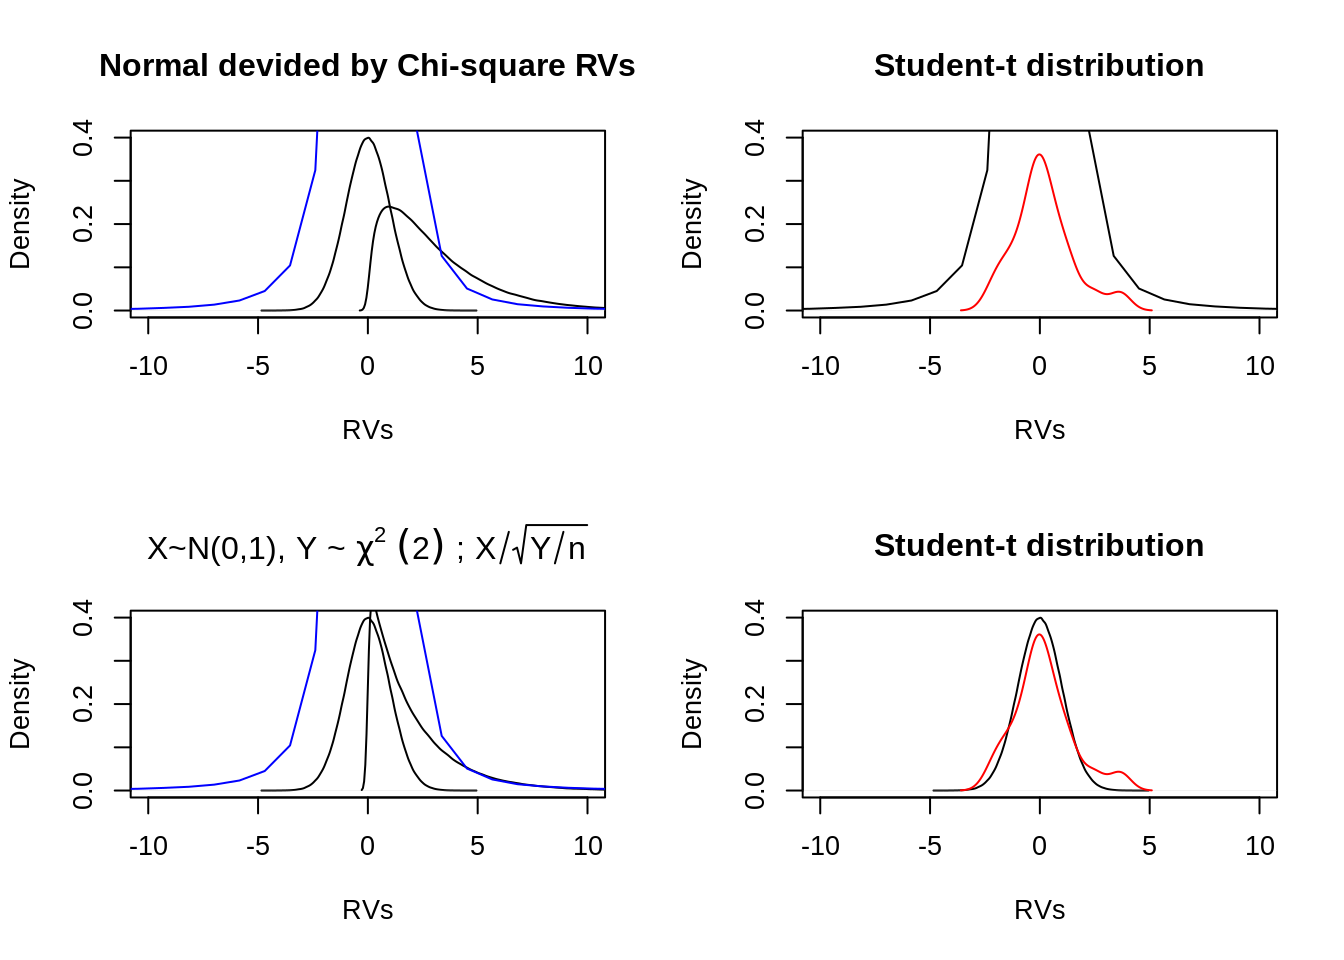 Normal devided by Chi-square RVs
Density
0.0 0.2 0.4
-10 -5 0 5 10
RVs
Student-t distribution
Density
0.0 0.2 0.4
-10 -5 0 5 10
RVs
X~N(0,1), Y ~ χ² (2) ; X/√Y/n
Density
0.0 0.2 0.4
-10 -5 0 5 10
RVs
Student-t distribution
Density
0.0 0.2 0.4
-10 -5 0 5 10
RVs